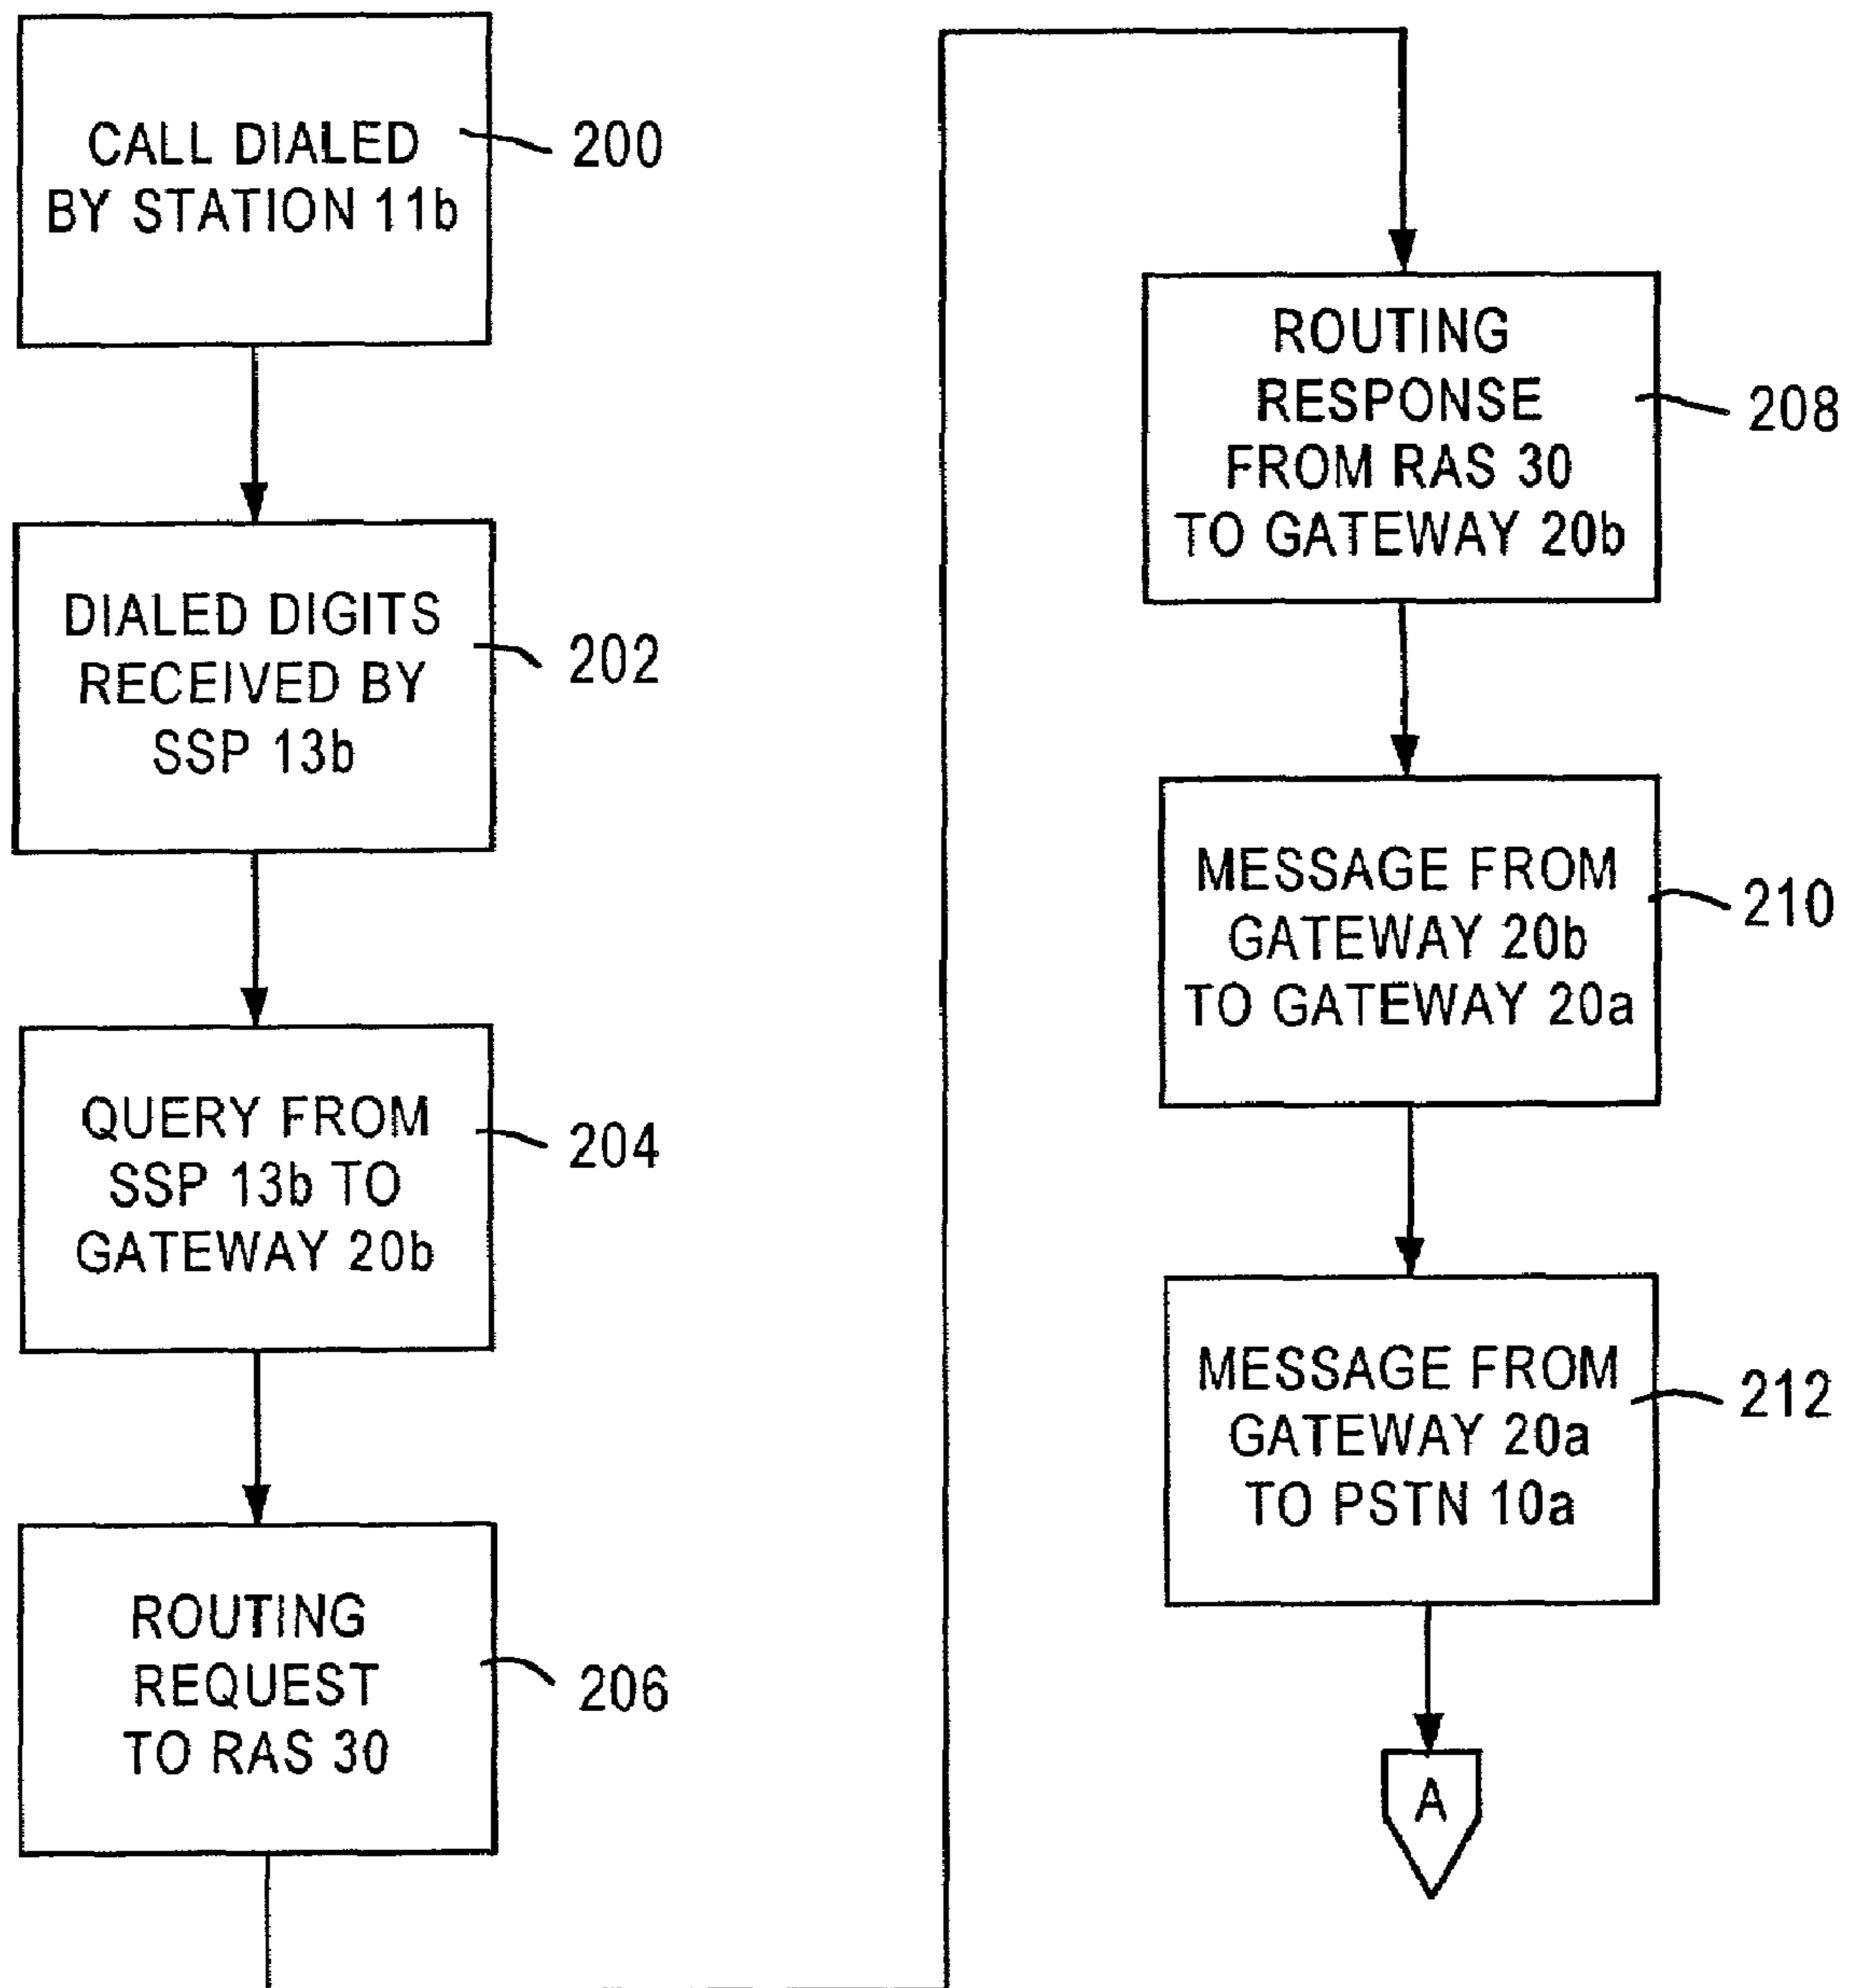 CALL DIALED
BY STATION 11b
200
DIALED DIGITS
RECEIVED BY
SSP 13b
202
QUERY FROM
SSP 13b TO
GATEWAY 20b
204
ROUTING
REQUEST
TO RAS 30
206
ROUTING
RESPONSE
FROM RAS 30
TO GATEWAY 20b
208
MESSAGE FROM
GATEWAY 20b
TO GATEWAY 20a
210
MESSAGE FROM
GATEWAY 20a
TO PSTN 10a
212
A